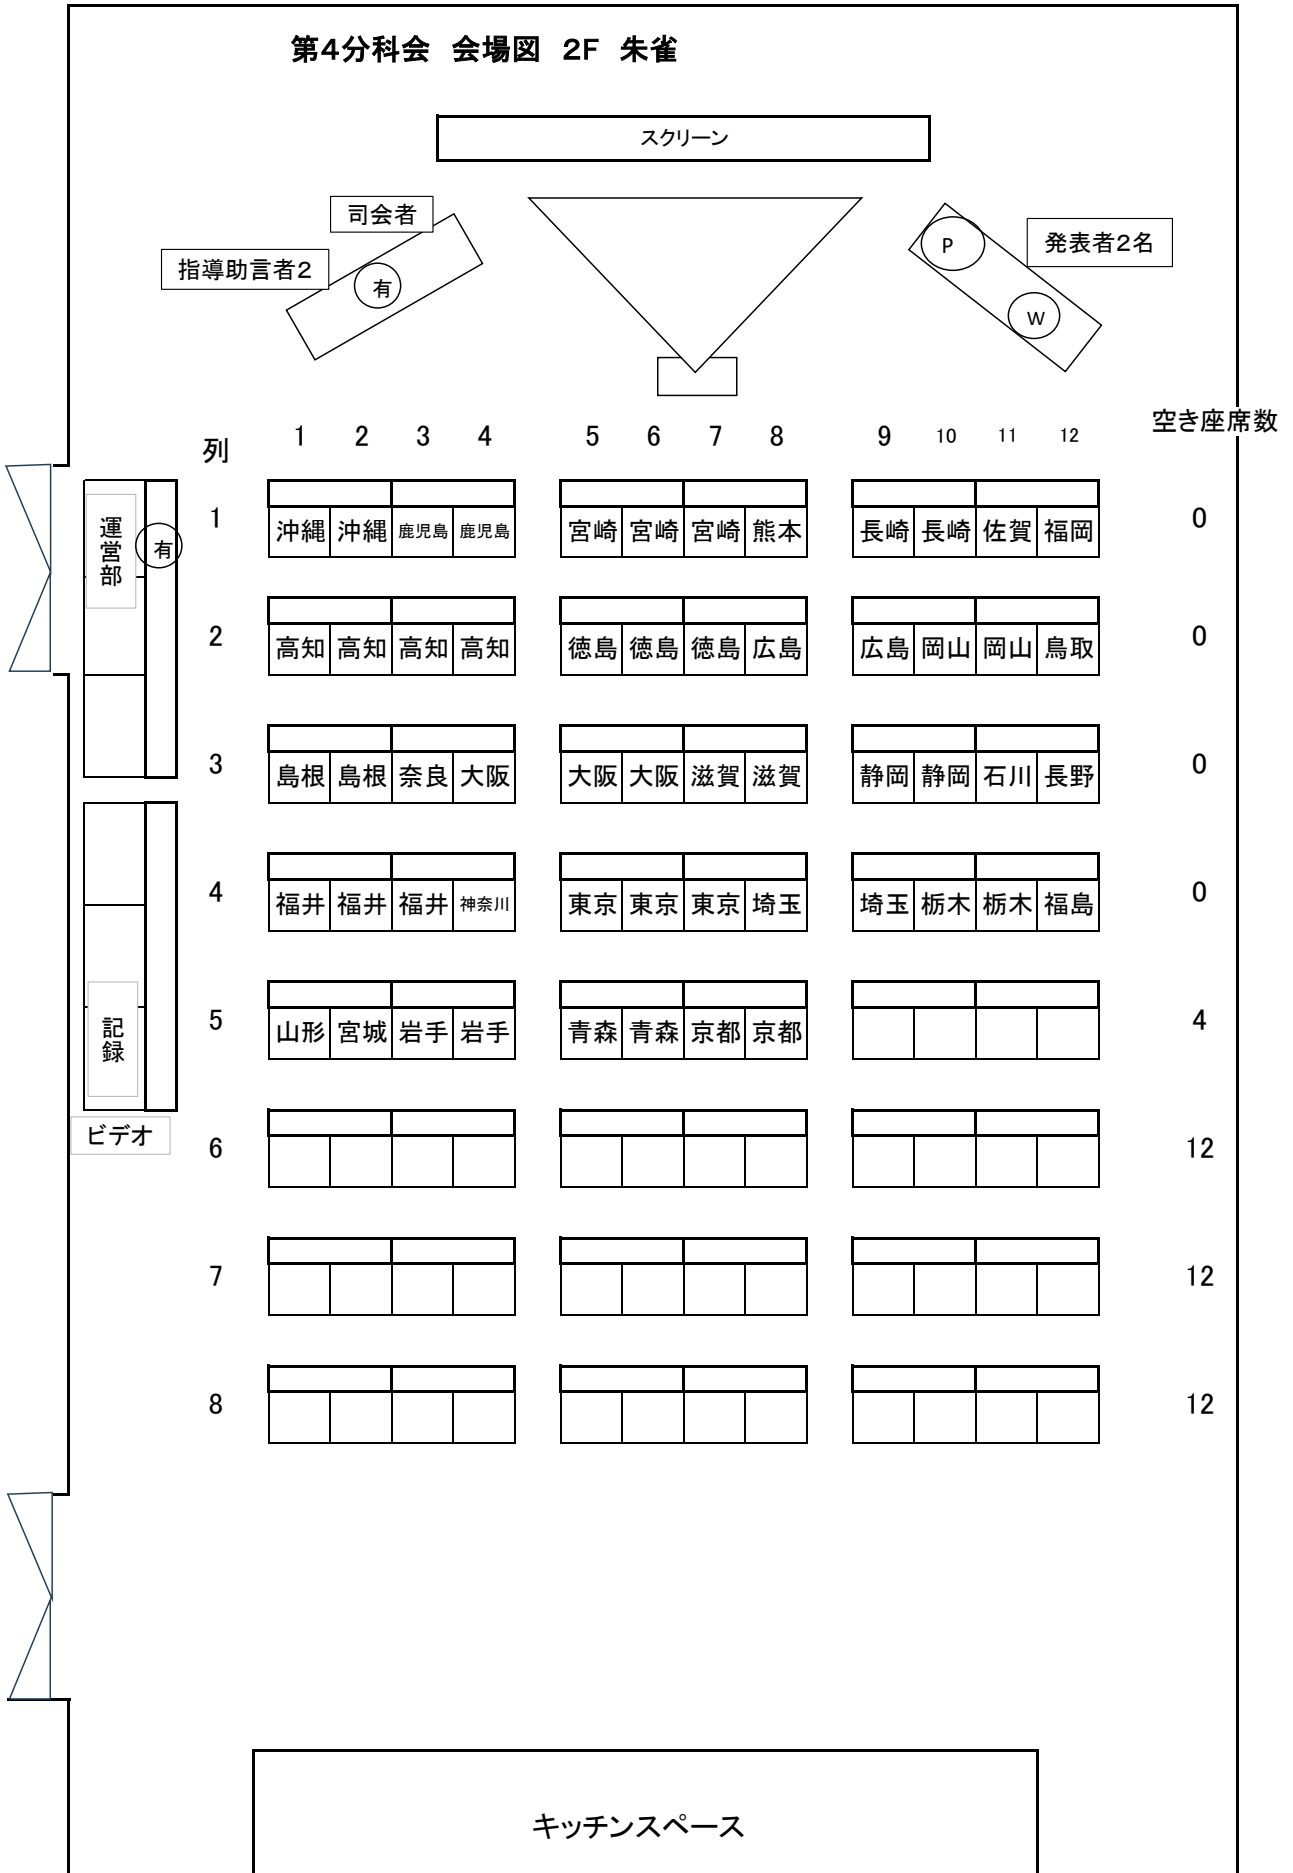 第4分科会 会場図 2F 朱雀
スクリーン
司会者
指導助言者2
有
P
発表者2名
W
空き座席数
列
1 2 3 4 5 6 7 8 9 10 11 12
運営部
有
1 沖縄 沖縄 鹿児島 鹿児島 宮崎 宮崎 宮崎 熊本 長崎 長崎 佐賀 福岡 0
2 高知 高知 高知 高知 徳島 徳島 徳島 広島 広島 岡山 岡山 鳥取 0
3 島根 島根 奈良 大阪 大阪 大阪 滋賀 滋賀 静岡 静岡 石川 長野 0
4 福井 福井 福井 神奈川 東京 東京 東京 埼玉 埼玉 栃木 栃木 福島 0
5 山形 宮城 岩手 岩手 青森 青森 京都 京都 4
記録
ビデオ
6 12
7 12
8 12
キッチンスペース